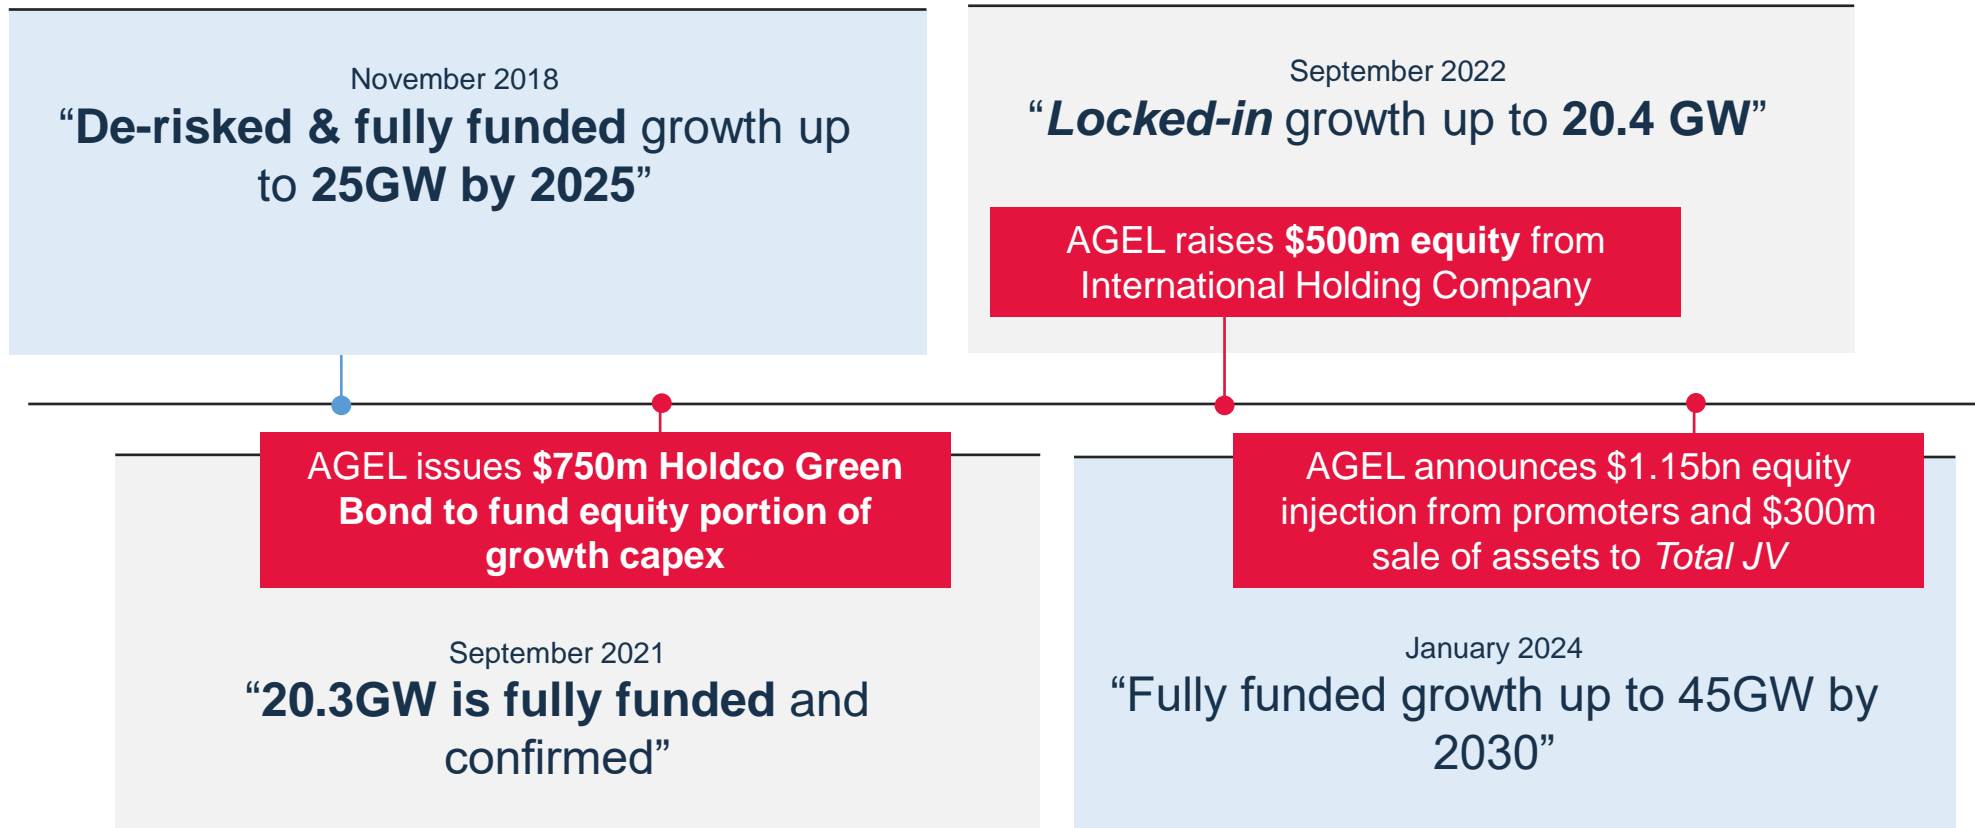 November 2018
“De-risked & fully funded growth up
to 25GW by 2025”
September 2022
“Locked-in growth up to 20.4 GW”
AGEL raises $500m equity from
International Holding Company
AGEL issues $750m Holdco Green
Bond to fund equity portion of
growth capex
September 2021
“20.3GW is fully funded and
confirmed”
AGEL announces $1.15bn equity
injection from promoters and $300m
sale of assets to Total JV
January 2024
“Fully funded growth up to 45GW by
2030”